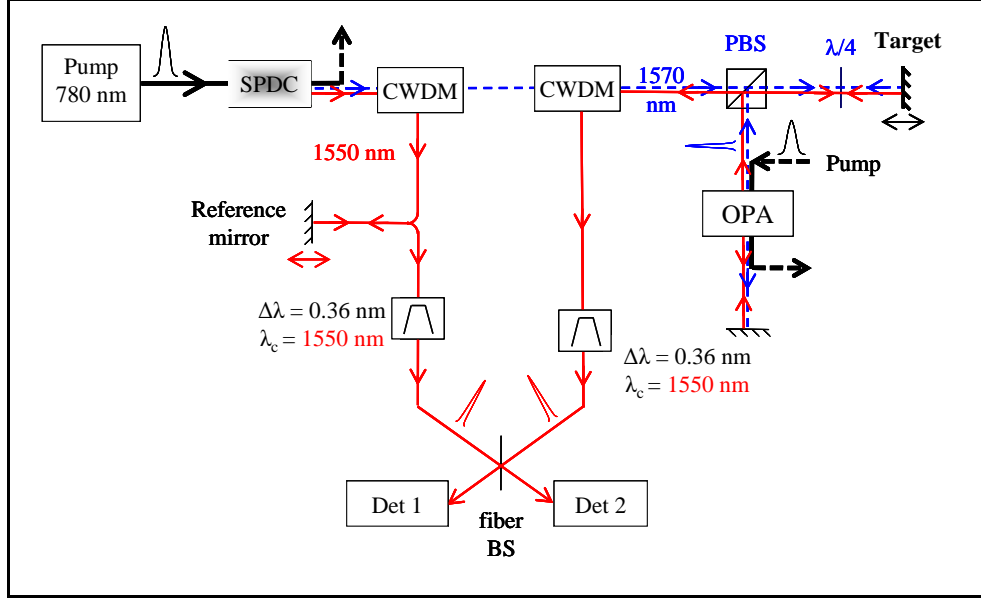 Pump
780 nm
SPDC
CWDM
CWDM
1570
nm
PBS
λ/4
Target
1550 nm
Pump
OPA
Reference
mirror
Δλ = 0.36 nm
λc = 1550 nm
Δλ = 0.36 nm
λc = 1550 nm
Det 1
fiber
BS
Det 2